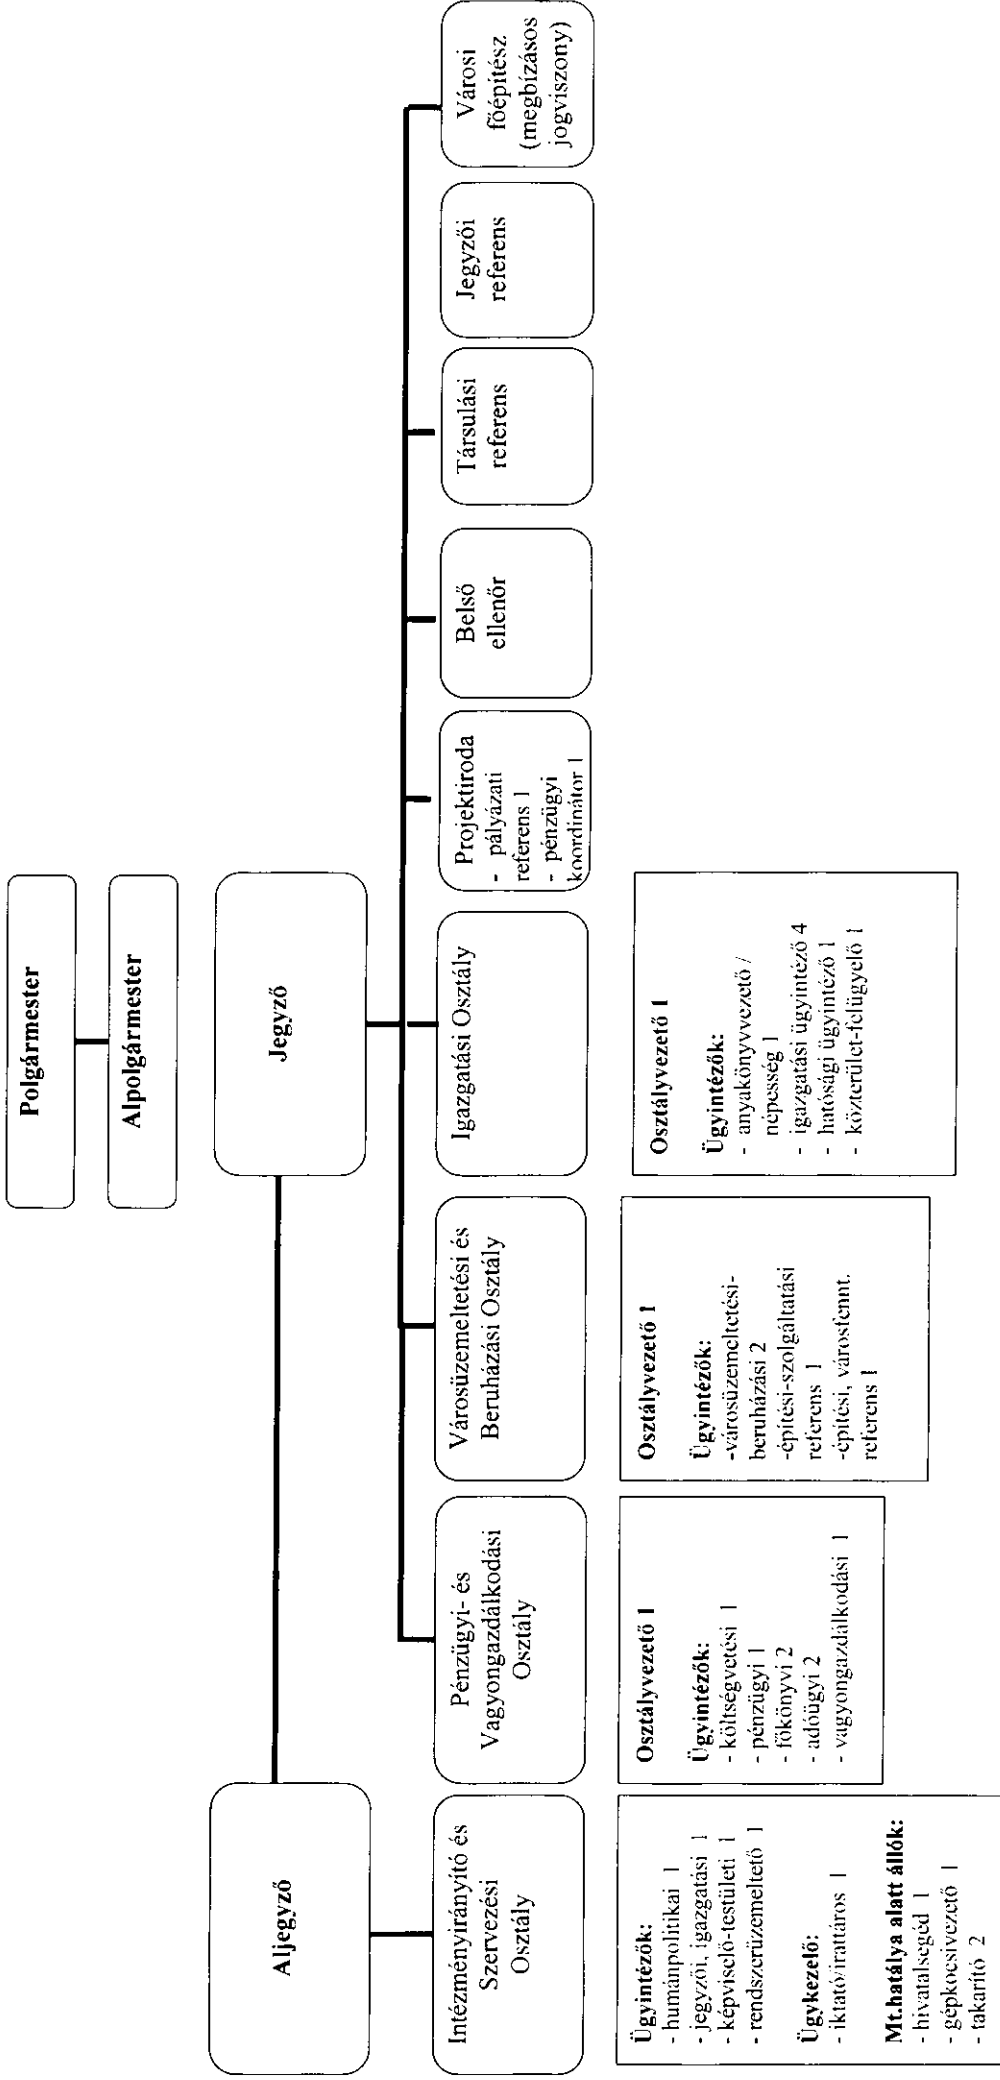 Polgármester
Alpolgármester
Jegyző
Aljegyző
Intézményirányító és
Szervezési
Osztály
Pénzügyi- és
Vagyongazdálkodási
Osztály
Városüzemeltetési és
Beruházási Osztály
Igazgatási Osztály
Projektiroda
- pályázati
referens 1
- pénzügyi
koordinátor 1
Belső
ellenőr
Társulási
referens
Jegyzői
referens
Városi
főépítész
(megbízásos
jogviszony)
Ügyintézők:
- humánpolitikai 1
- jegyzői, igazgatási 1
- képviselő-testületi 1
- rendszerüzemeltető 1
Ügykezelő:
- iktató/irattáros 1
Mt.hatálya alatt állók:
- hivatalsegéd 1
- gépkocsivezető 1
- takarító 2
Osztályvezető 1
Ügyintézők:
- költségvetési 1
- pénzügyi 1
- főkönyvi 2
- adóügyi 2
- vagyongazdálkodási 1
Osztályvezető 1
Ügyintézők:
-városüzemeltetési-
beruházási 2
-építési-szolgáltatási
referens 1
-építési, városfennt.
referens 1
Osztályvezető 1
Ügyintézők:
- anyakönyvvezető /
népesség 1
- igazgatási ügyintéző 4
- hatósági ügyintéző 1
- közterület-felügyelő 1